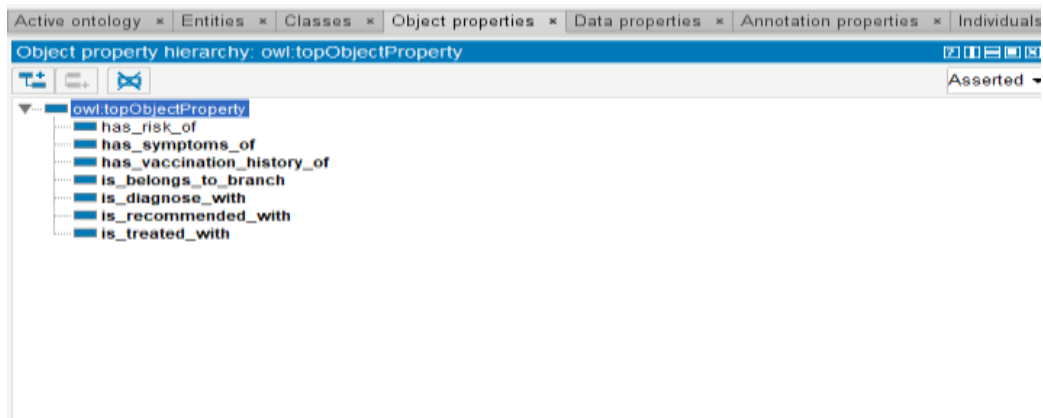 Active ontology × Entities × Classes × Object properties × Data properties × Annotation properties × Individuals
Object property hierarchy: owl:topObjectProperty
Asserted
owl:topObjectProperty
has_risk_of
has_symptoms_of
has_vaccination_history_of
is_belongs_to_branch
is_diagnose_with
is_recommended_with
is_treated_with